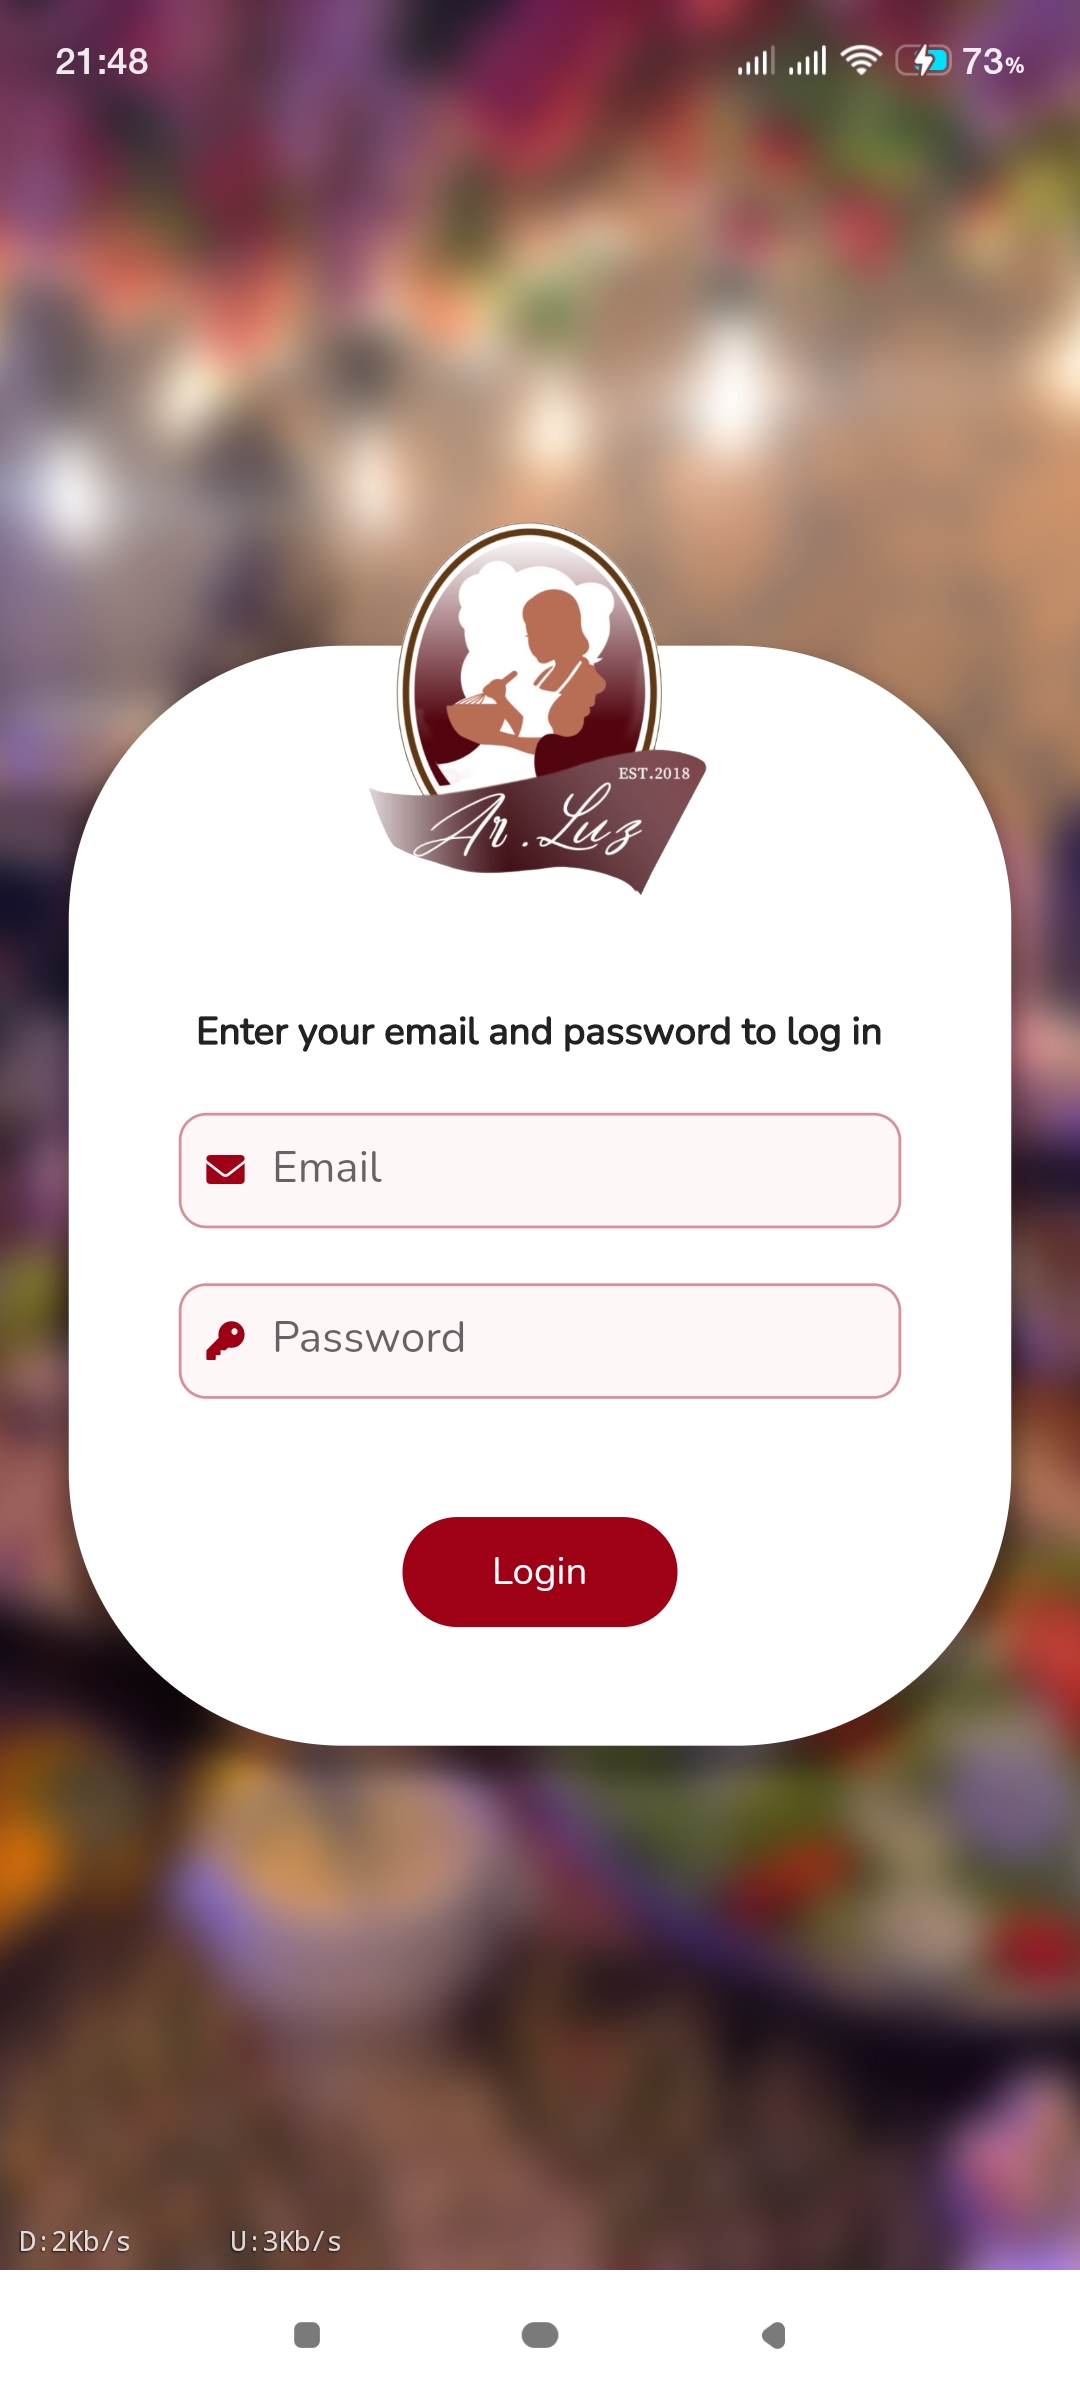 21:48
73%
EST.2018
Ar.Luz
Enter your email and password to log in
Email
Password
Login
D:2Kb/s U:3Kb/s